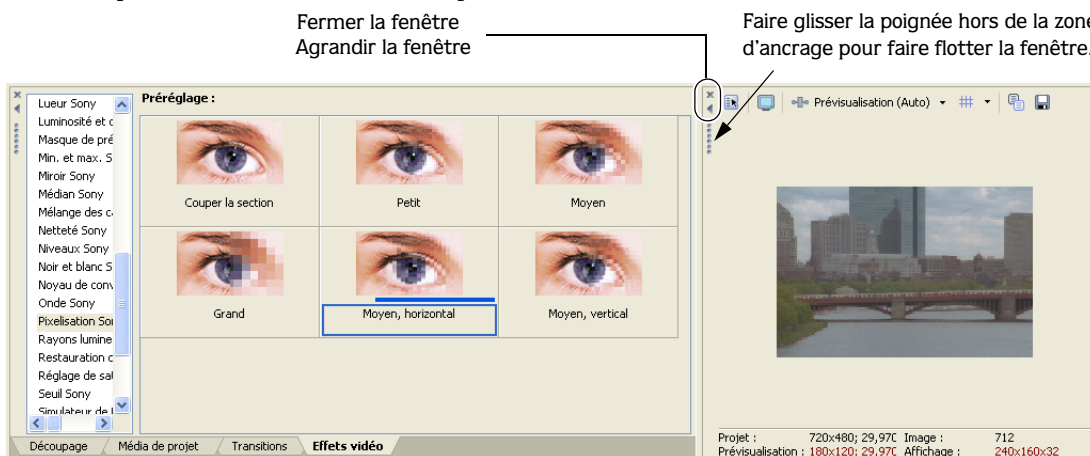 Fermer la fenêtre
Agrandir la fenêtre
Faire glisser la poignée hors de la zone
d'ancrage pour faire flotter la fenêtre.
Lueur Sony
Luminosité et c
Masque de pré
Min. et max. S
Miroir Sony
Médian Sony
Mélange des c
Netteté Sony
Niveaux Sony
Noir et blanc S
Noyau de conv
Onde Sony
Pixelisation Son
Rayons lumine
Restauration c
Réglage de sat
Seuil Sony
Simulateur de
Préréglage :
Couper la section
Petit
Moyen
Grand
Moyen, horizontal
Moyen, vertical
Découpage
Média de projet
Transitions
Effets vidéo
Prévisualisation (Auto)
Projet : 720x480; 29,970 Image : 712
Prévisualisation : 180x120; 29,970 Affichage : 240x160x32